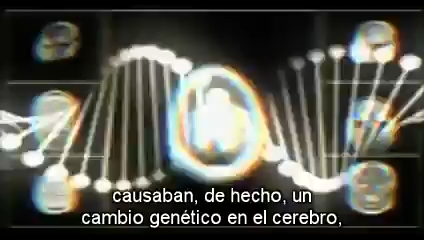 causaban, de hecho, un
cambio genético en el cerebro,